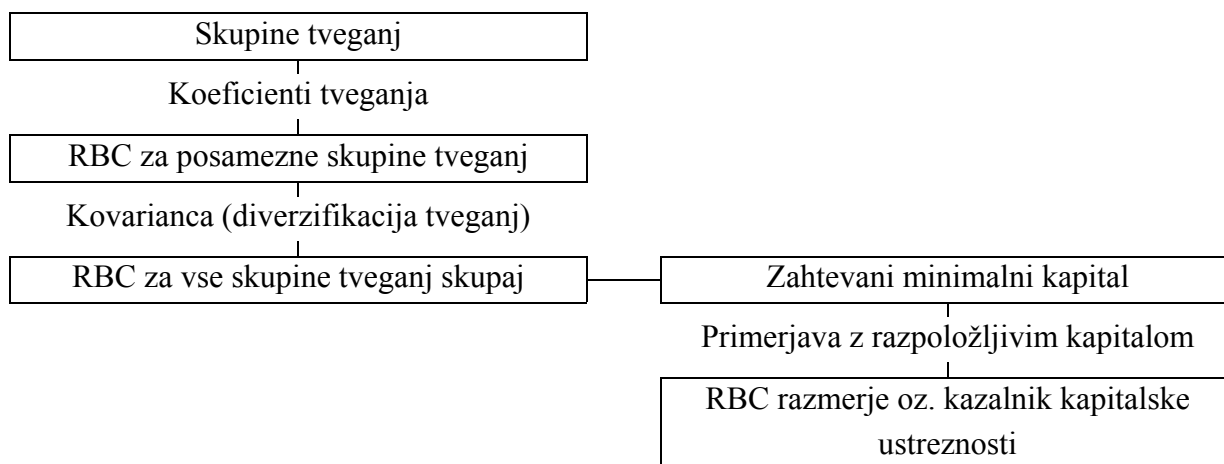 Skupine tveganj
Koeficienti tveganja
RBC za posamezne skupine tveganj
Kovarianca (diverzifikacija tveganj)
RBC za vse skupine tveganj skupaj
Zahtevani minimalni kapital
Primerjava z razpoložljivim kapitalom
RBC razmerje oz. kazalnik kapitalske
ustreznosti